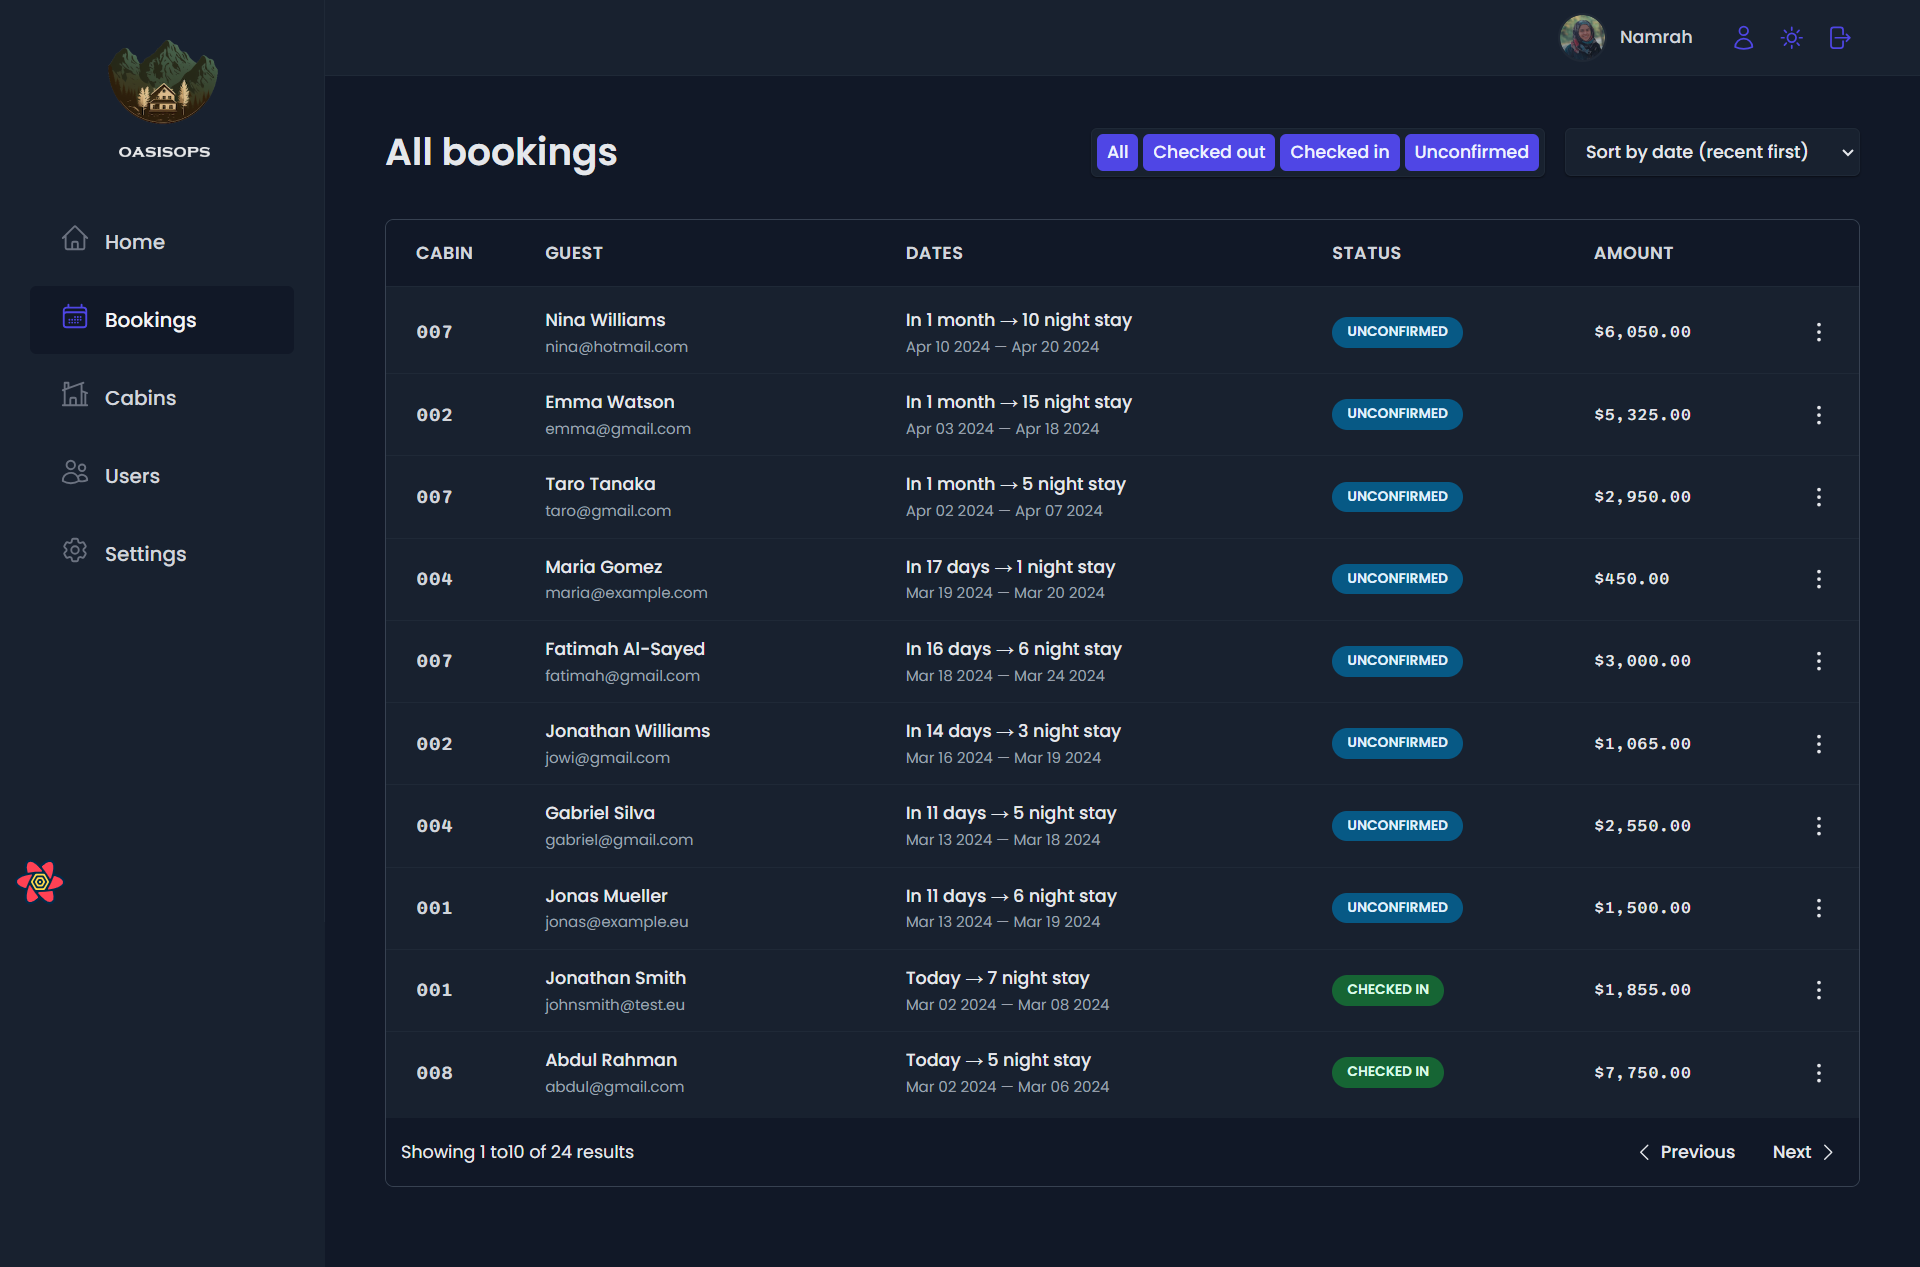 OASISOPS
Home
Bookings
Cabins
Users
Settings
Namrah
All bookings
All Checked out Checked in Unconfirmed
Sort by date (recent first)
CABIN GUEST DATES STATUS AMOUNT
007 Nina Williams In 1 month → 10 night stay UNCONFIRMED $6,050.00
nina@hotmail.com Apr 10 2024 — Apr 20 2024
002 Emma Watson In 1 month → 15 night stay UNCONFIRMED $5,325.00
emma@gmail.com Apr 03 2024 — Apr 18 2024
007 Taro Tanaka In 1 month → 5 night stay UNCONFIRMED $2,950.00
taro@gmail.com Apr 02 2024 — Apr 07 2024
004 Maria Gomez In 17 days → 1 night stay UNCONFIRMED $450.00
maria@example.com Mar 19 2024 — Mar 20 2024
007 Fatimah Al-Sayed In 16 days → 6 night stay UNCONFIRMED $3,000.00
fatimah@gmail.com Mar 18 2024 — Mar 24 2024
002 Jonathan Williams In 14 days → 3 night stay UNCONFIRMED $1,065.00
jowi@gmail.com Mar 16 2024 — Mar 19 2024
004 Gabriel Silva In 11 days → 5 night stay UNCONFIRMED $2,550.00
gabriel@gmail.com Mar 13 2024 — Mar 18 2024
001 Jonas Mueller In 11 days → 6 night stay UNCONFIRMED $1,500.00
jonas@example.eu Mar 13 2024 — Mar 19 2024
001 Jonathan Smith Today → 7 night stay CHECKED IN $1,855.00
johnsmith@test.eu Mar 02 2024 — Mar 08 2024
008 Abdul Rahman Today → 5 night stay CHECKED IN $7,750.00
abdul@gmail.com Mar 02 2024 — Mar 06 2024
Showing 1 to10 of 24 results
Previous Next